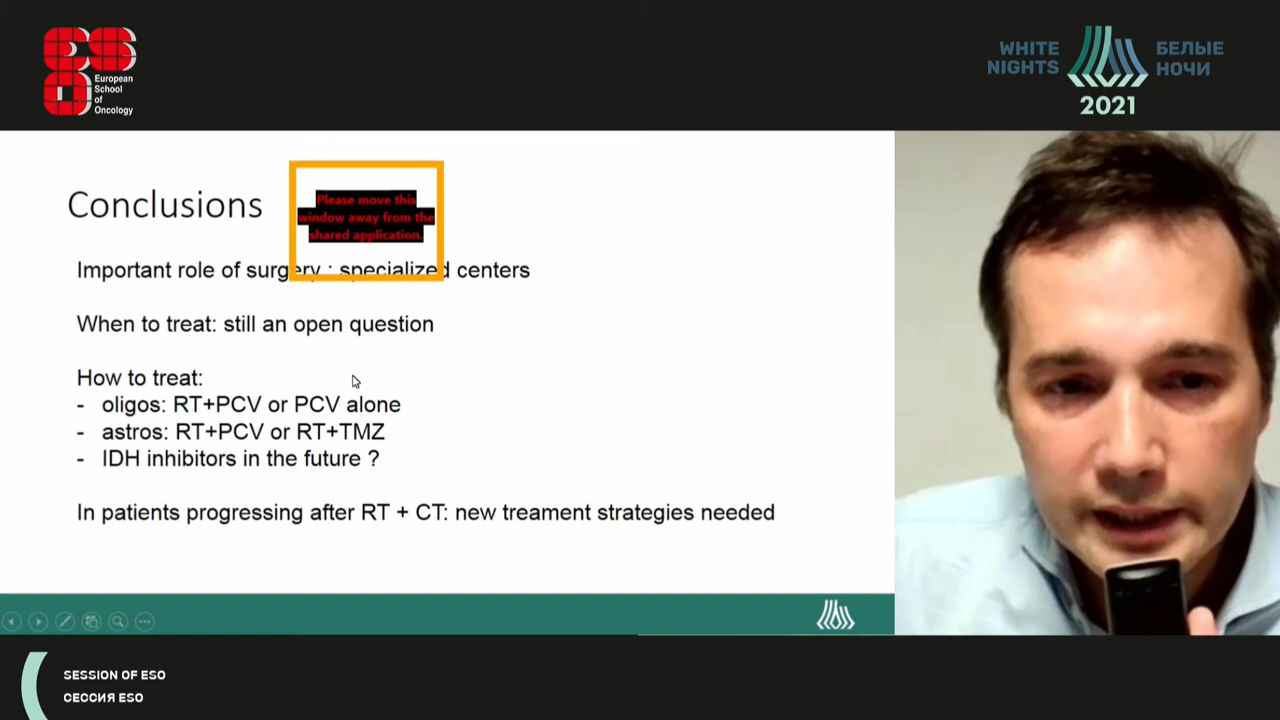 ESO
European
School
of
Oncology
WHITE
NIGHTS
БЕЛЫЕ
НОЧИ
2021
Conclusions
Please move this
window away from the
shared application.
Important role of surgery : specialized centers
When to treat: still an open question
How to treat:
- oligos: RT+PCV or PCV alone
- astros: RT+PCV or RT+TMZ
- IDH inhibitors in the future ?
In patients progressing after RT + CT: new treament strategies needed
SESSION OF ESO
СЕССИЯ ESO